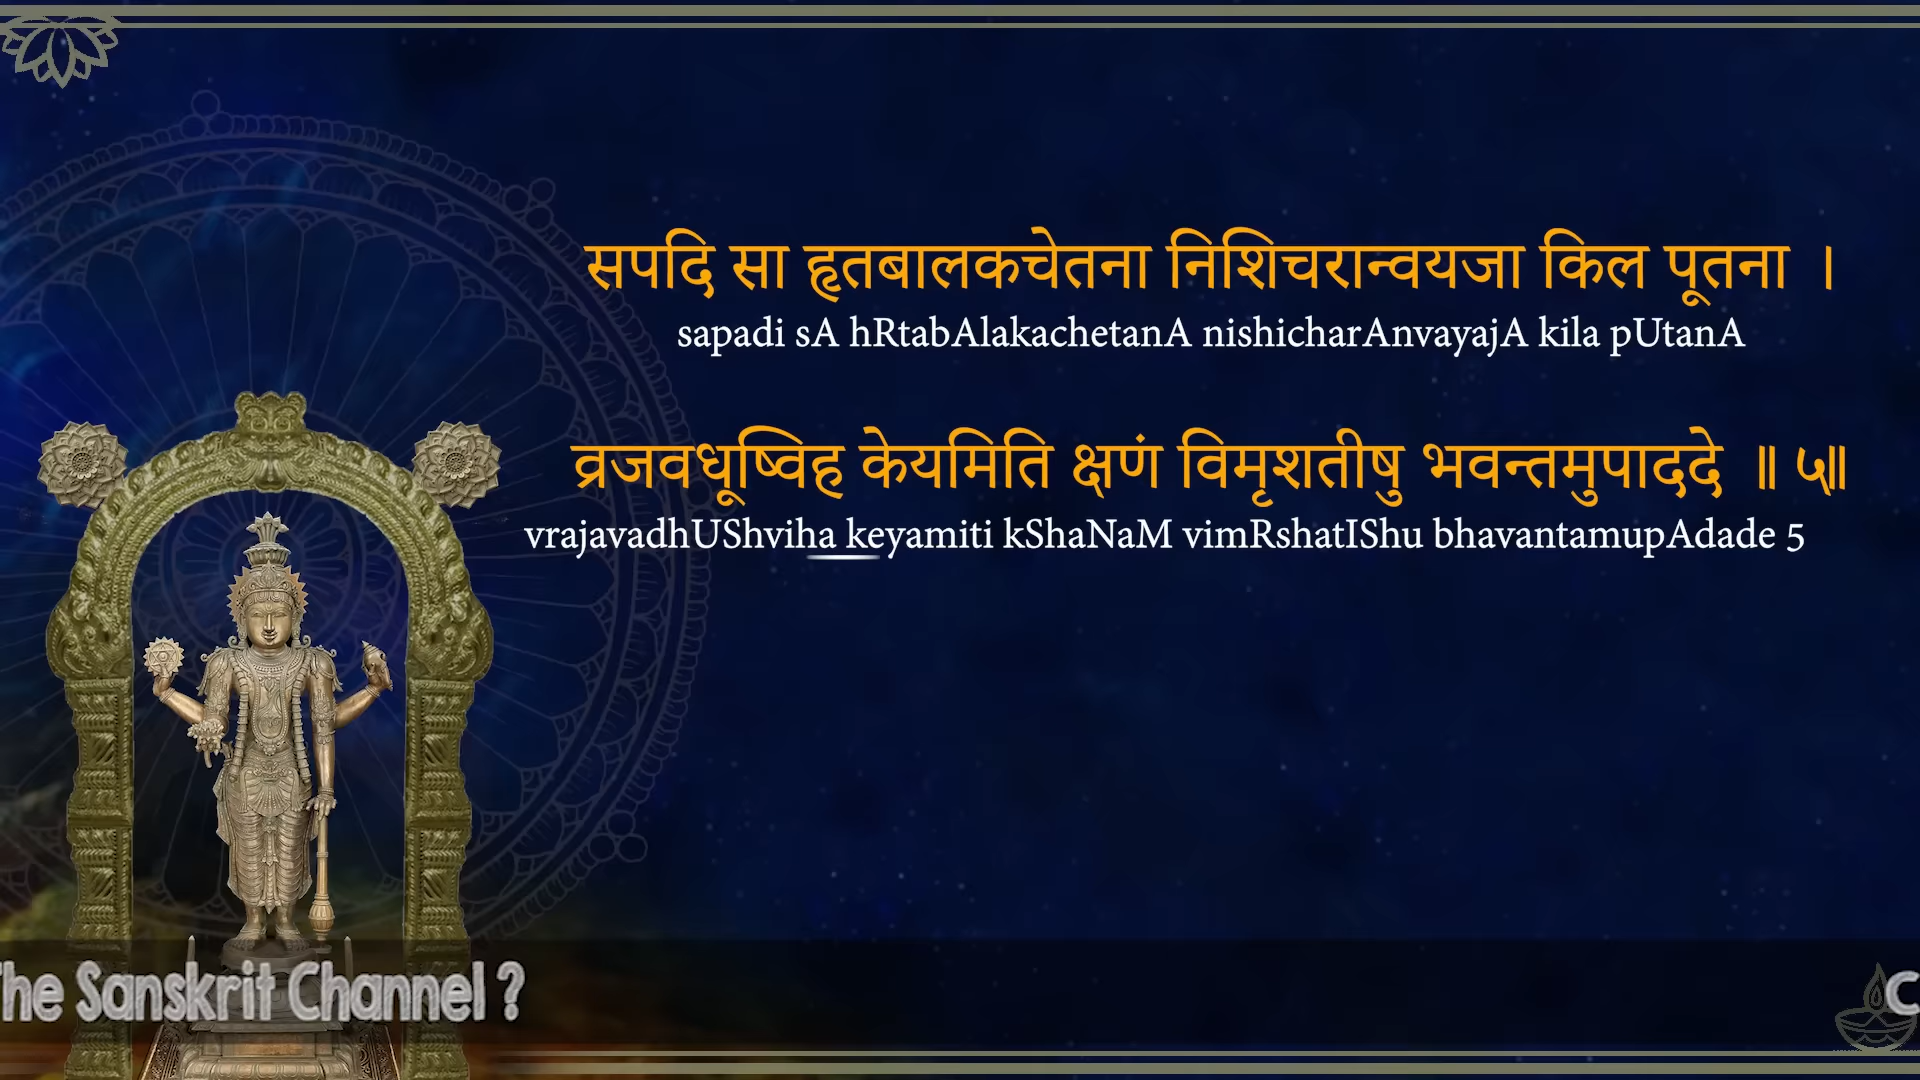 सपदि सा हृतबालकचेतना निशिचरान्वयजा किल पूतना ।
sapadi sA hRtabAlakachetanA nishicharAnvayajA kila pUtanA
व्रजवधूष्विह केयमिति क्षणं विमृशतीषु भवन्तमुपाददे ॥ ५॥
vrajavadhUShviha keyamiti kShaNaM vimRshatIShu bhavantamupAdade 5
The Sanskrit Channel ?